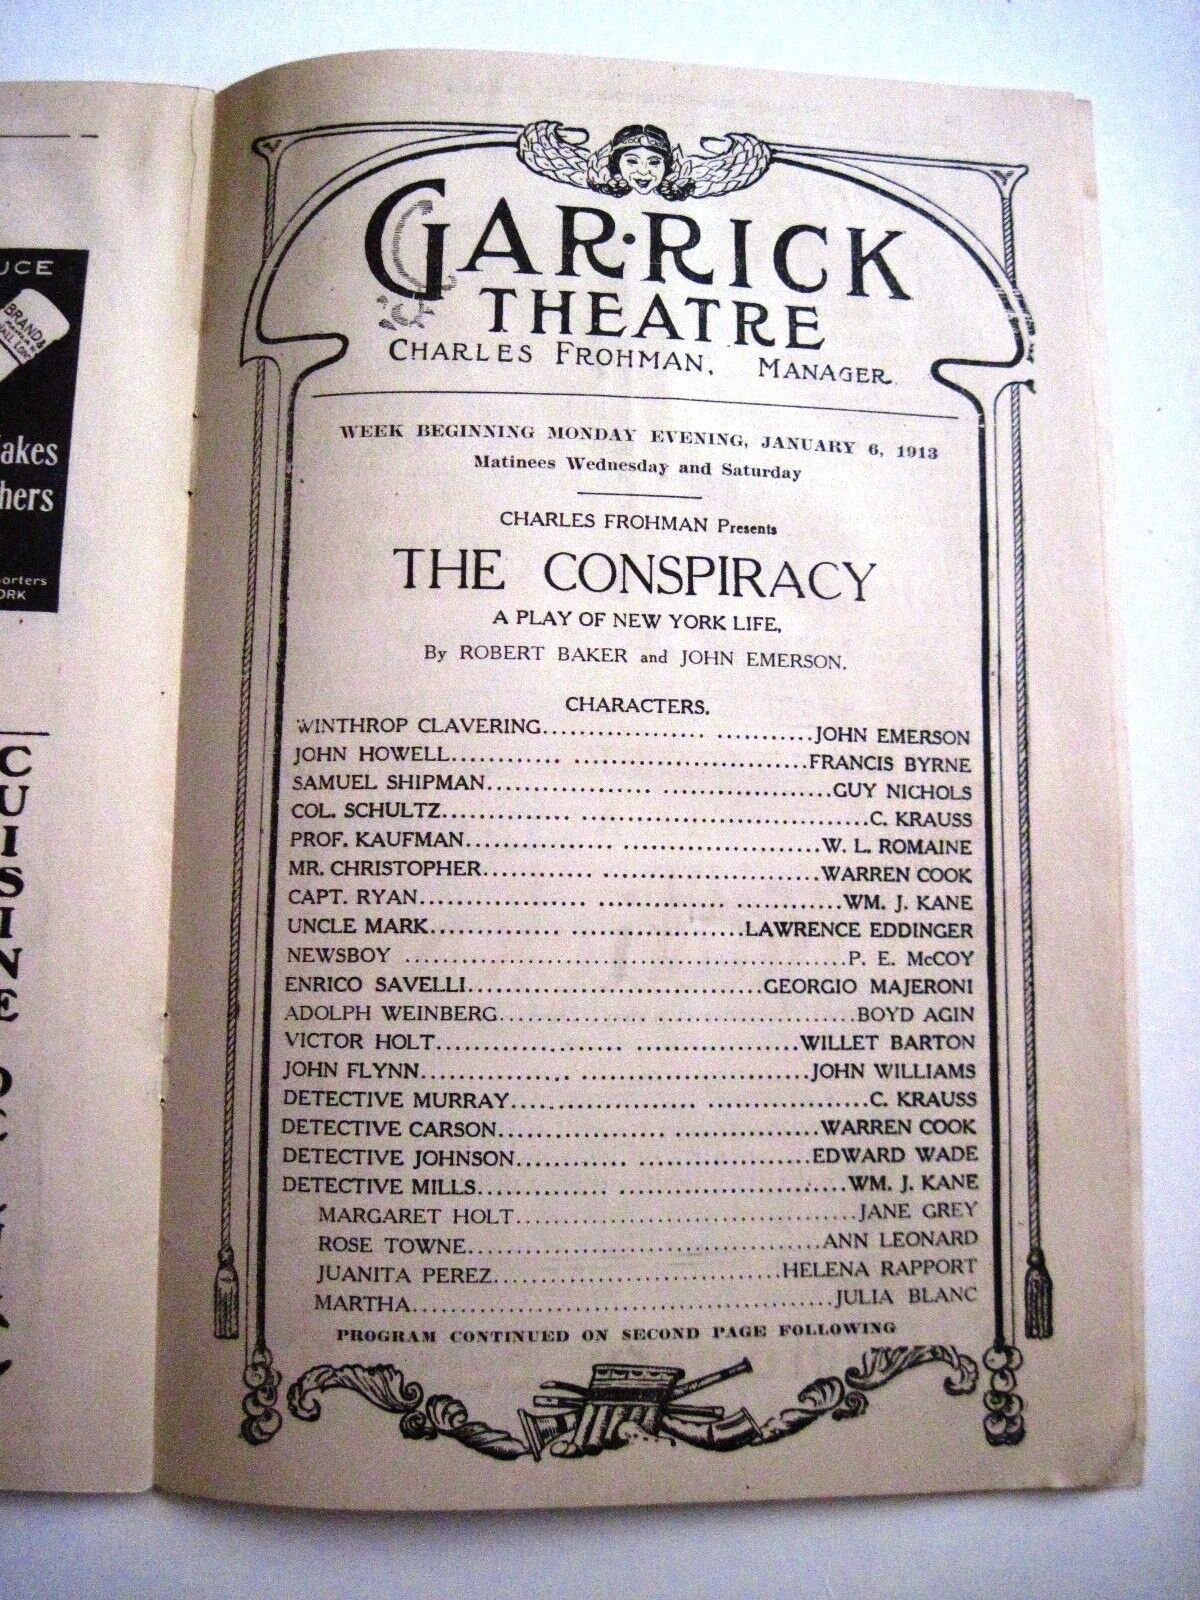 UCE
BRAND &
akes
hers
porters
ORK
C
U
I
S
I
N
E
GAR·RICK
THEATRE
CHARLES FROHMAN, MANAGER
WEEK BEGINNING MONDAY EVENING, JANUARY 6, 1913
Matinees Wednesday and Saturday
CHARLES FROHMAN Presents
THE CONSPIRACY
A PLAY OF NEW YORK LIFE,
By ROBERT BAKER and JOHN EMERSON.
CHARACTERS.
WINTHROP CLAVERING................. ...........JOHN EMERSON
JOHN HOWELL............ ..........................FRANCIS BYRNE
SAMUEL SHIPMAN.................. ...................GUY NICHOLS
COL. SCHULTZ................ ................................C. KRAUSS
PROF. KAUFMAN................ ..........................W. L. ROMAINE
MR. CHRISTOPHER............ ..........................WARREN COOK
CAPT. RYAN.................. ............. .............WM. J. KANE
UNCLE MARK.............. ...................LAWRENCE EDDINGER
NEWSBOY .................................................P. E. McCOY
ENRICO SAVELLI.................................GEORGIO MAJERONI
ADOLPH WEINBERG.................. ......................BOYD AGIN
VICTOR HOLT..................... ..................WILLET BARTON
JOHN FLYNN................. .........................JOHN WILLIAMS
DETECTIVE MURRAY................. ..................C. KRAUSS
DETECTIVE CARSON................... ................WARREN COOK
DETECTIVE JOHNSON............. ...................EDWARD WADE
DETECTIVE MILLS................ .........................WM. J. KANE
MARGARET HOLT.......................................JANE GREY
ROSE TOWNE.........................................ANN LEONARD
JUANITA PEREZ.................................HELENA RAPPORT
MARTHA.................................................JULIA BLANC
PROGRAM CONTINUED ON SECOND PAGE FOLLOWING